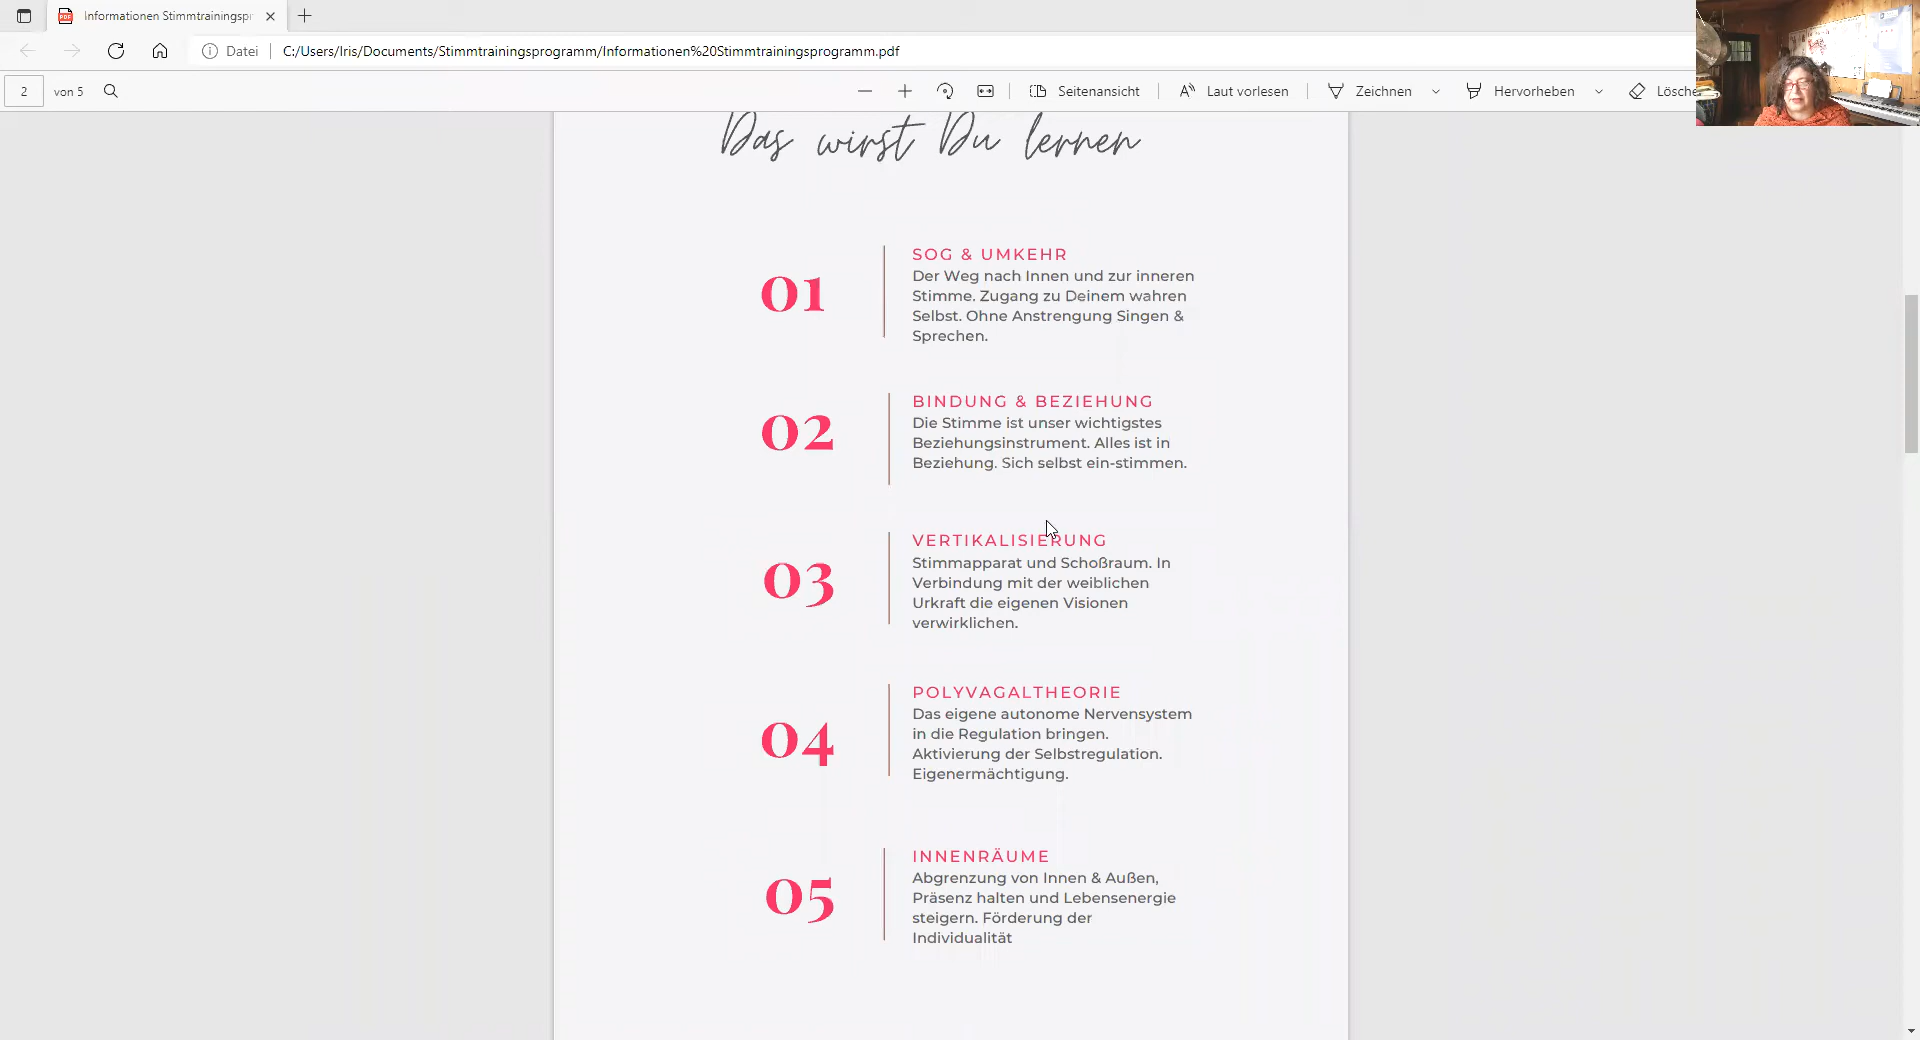 Informationen Stimmtrainingspr
Datei
C:/Users/Iris/Documents/Stimmtrainingsprogramm/Informationen%20Stimmtrainingsprogramm.pdf
2
von 5
Seitenansicht
Laut vorlesen
Zeichnen
Hervorheben
Lösche
Das wirst Du lernen
01
SOG & UMKEHR
Der Weg nach Innen und zur inneren
Stimme. Zugang zu Deinem wahren
Selbst. Ohne Anstrengung Singen &
Sprechen.
02
BINDUNG & BEZIEHUNG
Die Stimme ist unser wichtigstes
Beziehungsinstrument. Alles ist in
Beziehung. Sich selbst ein-stimmen.
03
VERTIKALISIERUNG
Stimmapparat und Schoßraum. In
Verbindung mit der weiblichen
Urkraft die eigenen Visionen
verwirklichen.
04
POLYVAGALTHEORIE
Das eigene autonome Nervensystem
in die Regulation bringen.
Aktivierung der Selbstregulation.
Eigenermächtigung.
05
INNENRÄUME
Abgrenzung von Innen & Außen,
Präsenz halten und Lebensenergie
steigern. Förderung der
Individualität